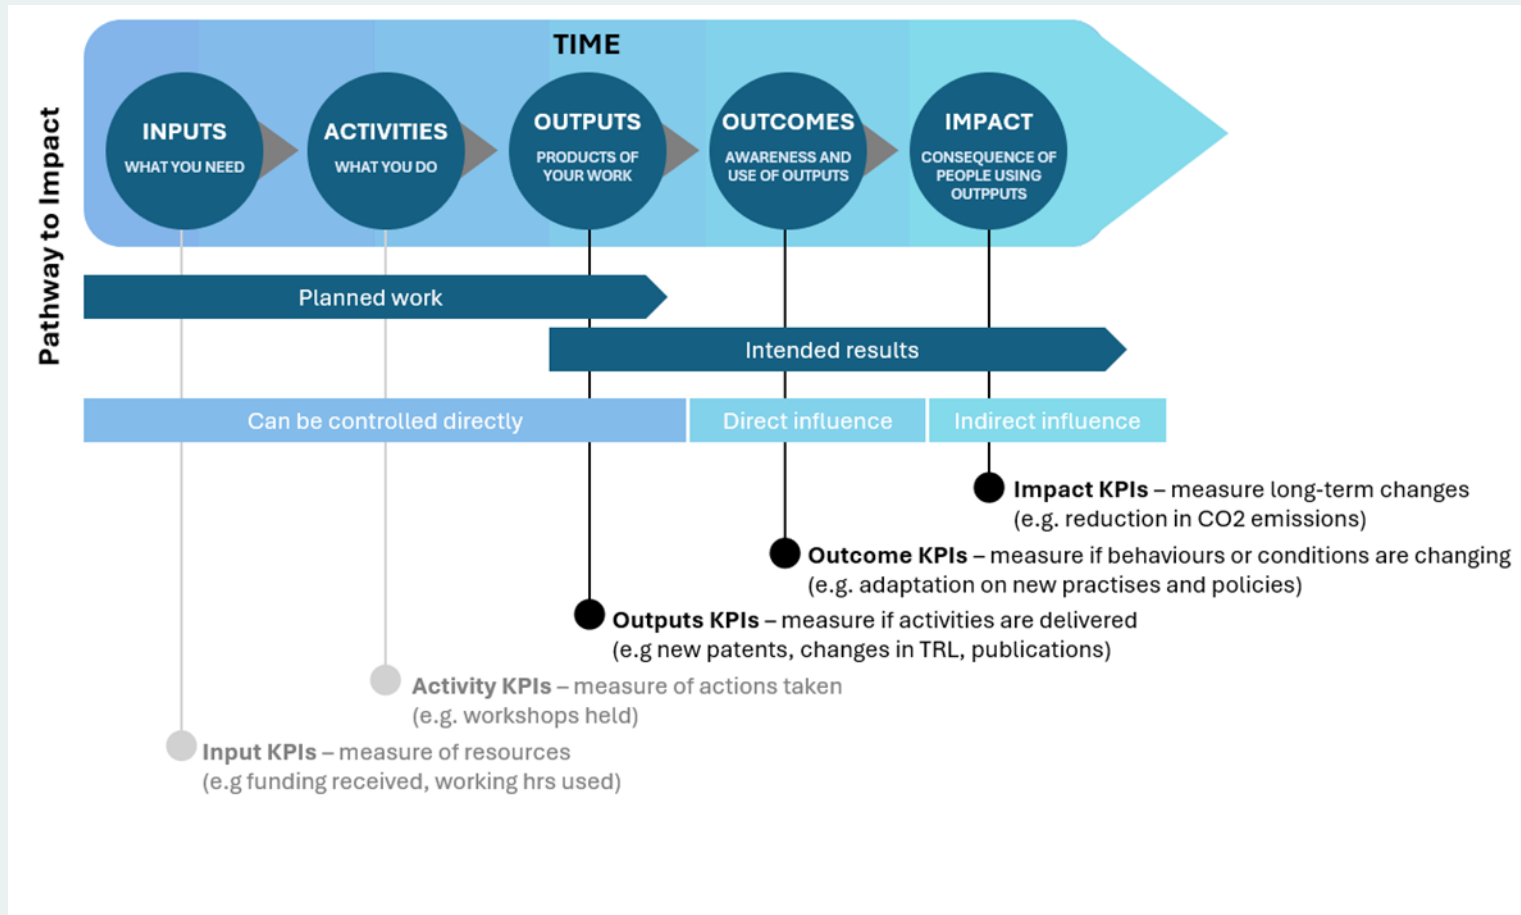 TIME
Pathway to Impact
INPUTS
WHAT YOU NEED
ACTIVITIES
WHAT YOU DO
OUTPUTS
PRODUCTS OF
YOUR WORK
OUTCOMES
AWARENESS AND
USE OF OUTPUTS
IMPACT
CONSEQUENCE OF
PEOPLE USING
OUTPPUTS
Planned work
Intended results
Can be controlled directly
Direct influence
Indirect influence
Impact KPIs – measure long-term changes
(e.g. reduction in CO2 emissions)
Outcome KPIs – measure if behaviours or conditions are changing
(e.g. adaptation on new practises and policies)
Outputs KPIs – measure if activities are delivered
(e.g new patents, changes in TRL, publications)
Activity KPIs – measure of actions taken
(e.g. workshops held)
Input KPIs – measure of resources
(e.g funding received, working hrs used)